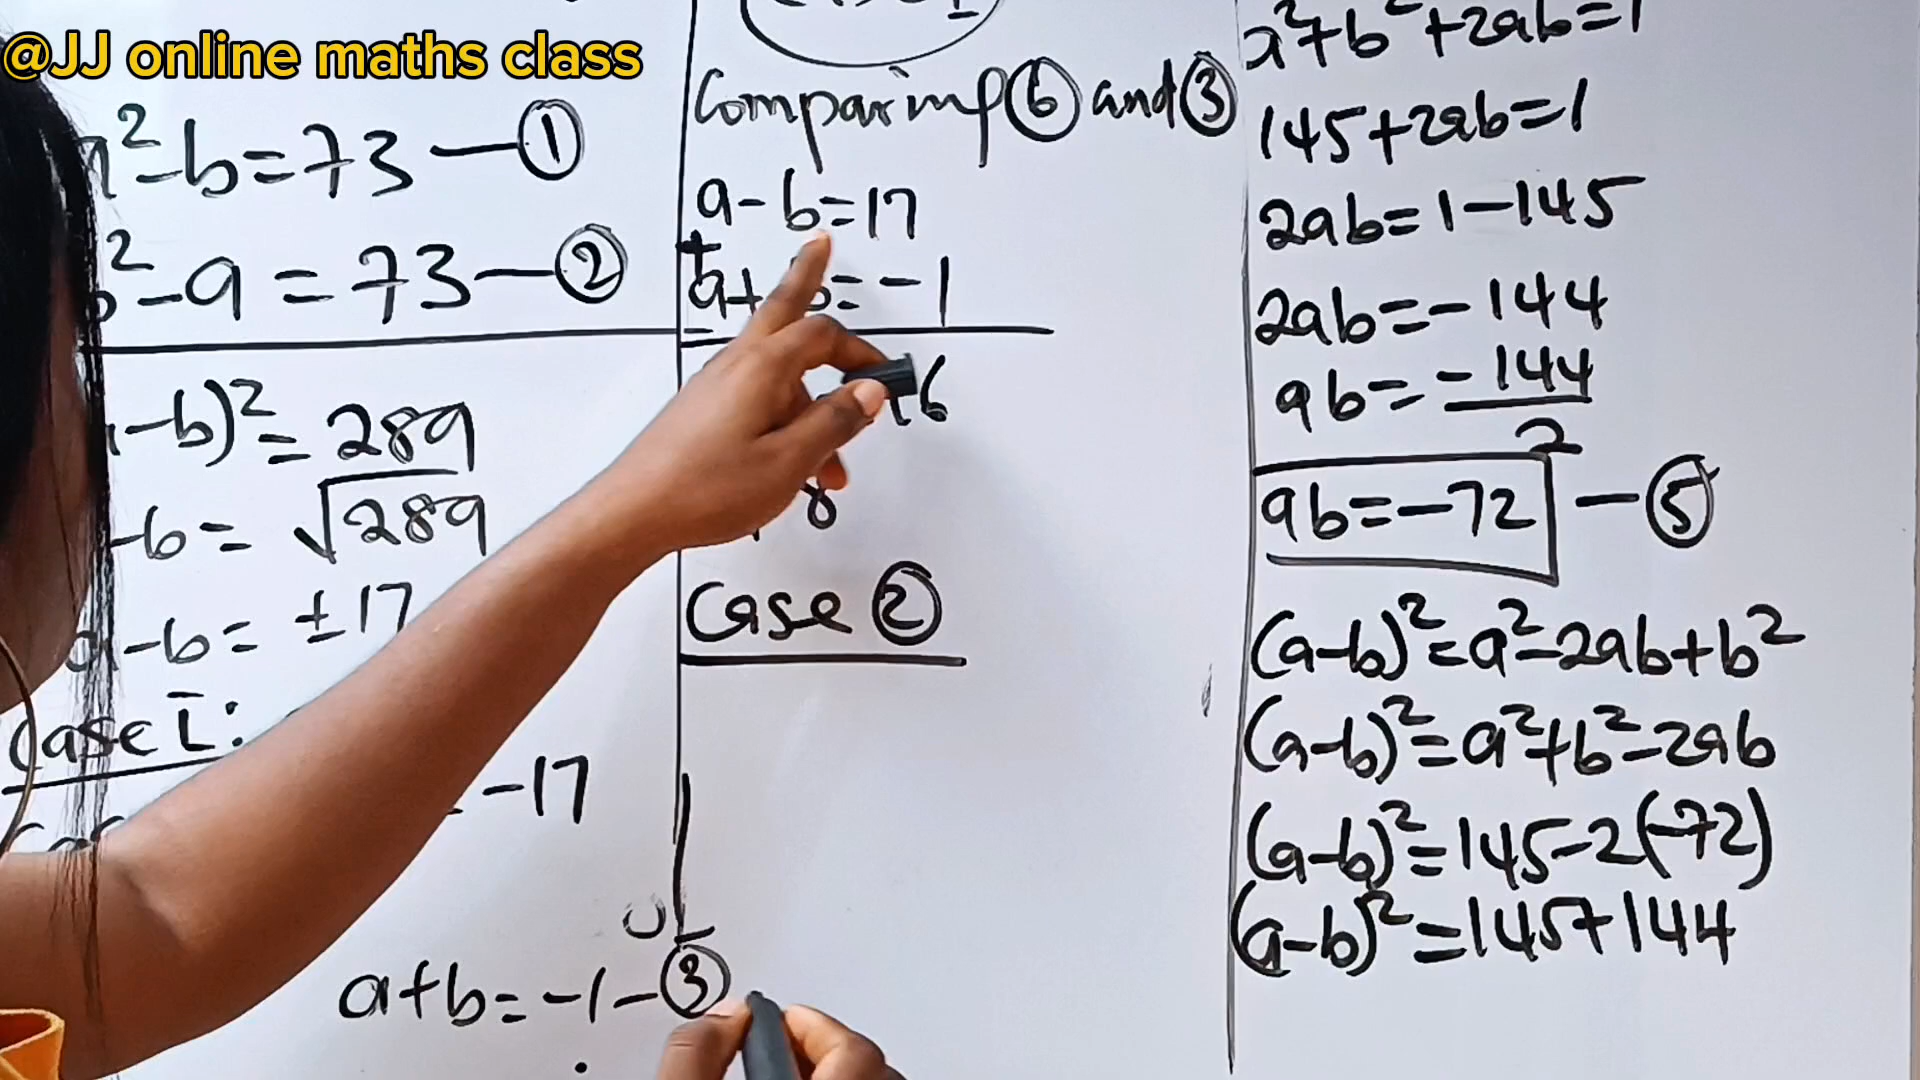 @JJ online maths class
a²-b=73—①
b²-a=73—②
-b)²=289
-b=√289
a-b=±17
Case I:
-17
a+b=-1-③
Comparing ⑥ and ③
a-b=17
+
a+b=-1
16
8
Case ②
a²+b²+2ab=1
145+2ab=1
2ab=1-145
2ab=-144
ab=-144
2
ab=-72 -⑤
(a-b)²=a²-2ab+b²
(a-b)²=a²+b²-2ab
(a-b)²=145-2(-72)
(a-b)²=145+144